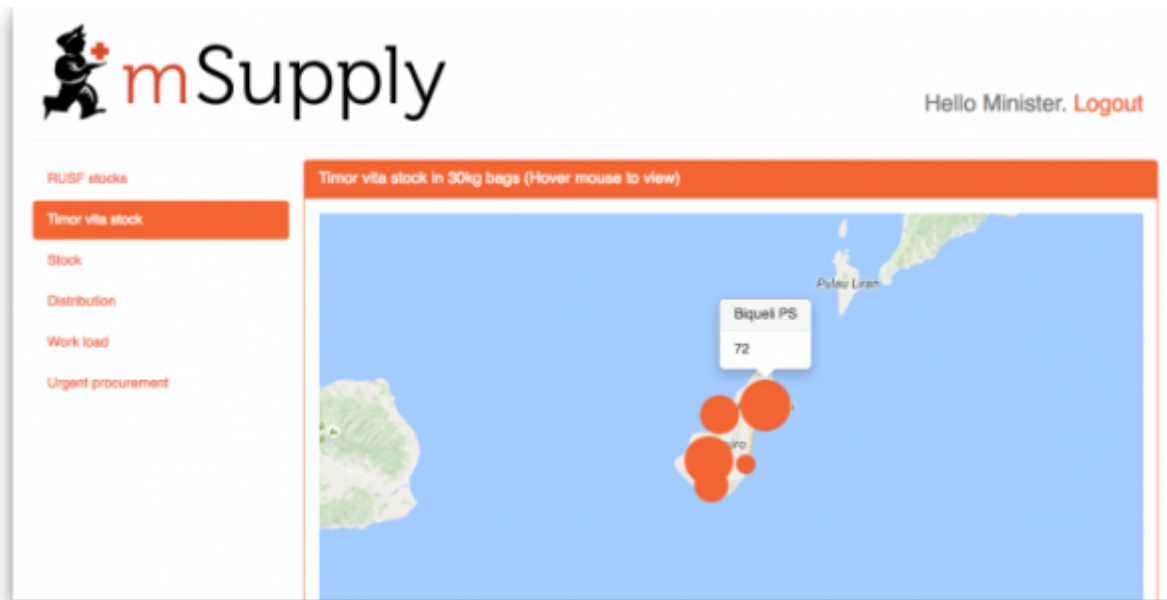 mSupply
Hello Minister. Logout
RUSF stocks
Timor vita stock
Stock
Distribution
Work load
Urgent procurement
Timor vita stock in 30kg bags (Hover mouse to view)
Pulau Liran
Biqueli PS
72